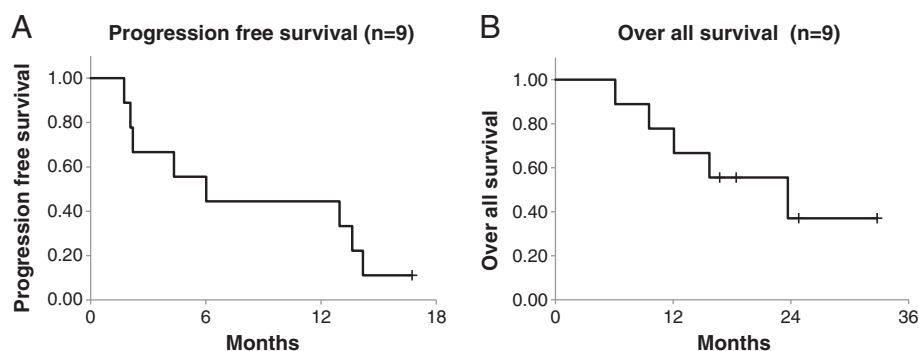 A
Progression free survival (n=9)
Progression free survival
1.00
0.80
0.60
0.40
0.20
0.00
0
6
12
18
Months
B
Over all survival (n=9)
Over all survival
1.00
0.80
0.60
0.40
0.20
0.00
0
12
24
36
Months